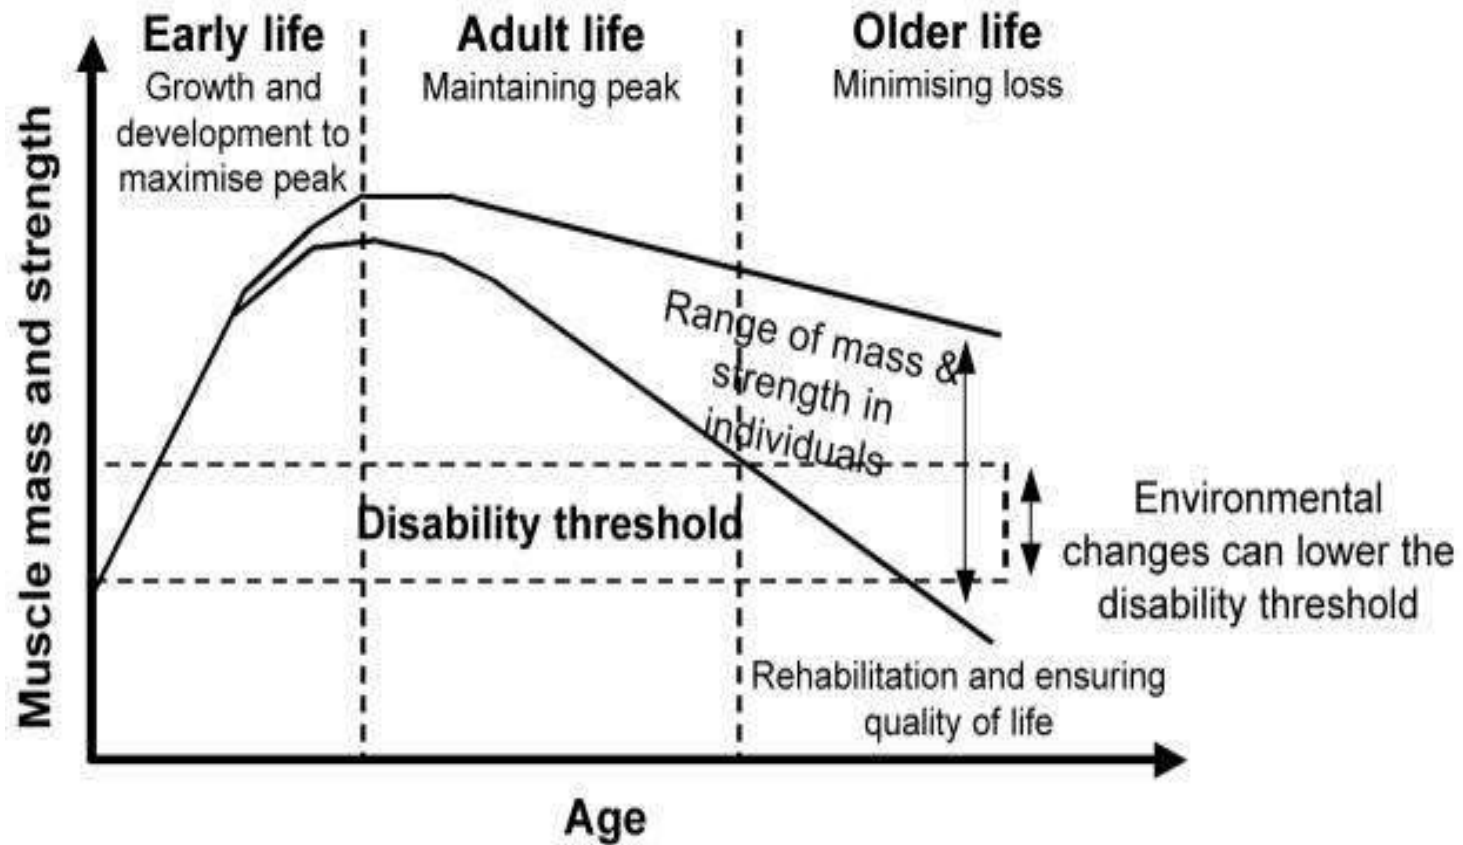 Early life
Growth and
development to
maximise peak
Adult life
Maintaining peak
Older life
Minimising loss
Muscle mass and strength
Range of mass &
strength in
individuals
Disability threshold
Environmental
changes can lower the
disability threshold
Rehabilitation and ensuring
quality of life
Age